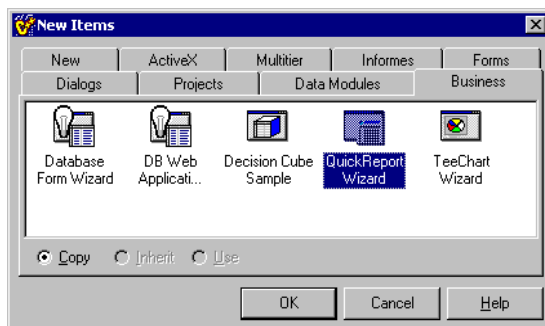 New Items
New ActiveX Multitier Informes Forms
Dialogs Projects Data Modules Business
Database DB Web Decision Cube QuickReport TeeChart
Form Wizard Applicati... Sample Wizard Wizard
Copy Inherit Use
OK Cancel Help